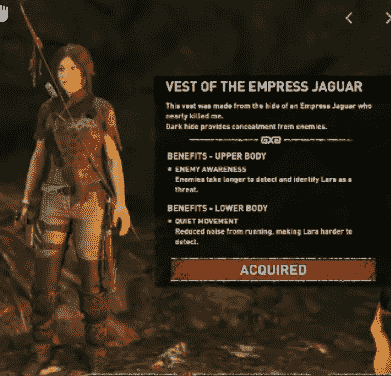 VEST OF THE EMPRESS JAGUAR
This vest was made from the hide of an Empress Jaguar who
nearly killed me.
Dark hide provides concealment from enemies.
BENEFITS - UPPER BODY
ENEMY AWARENESS
Enemies take longer to detect and identify Lara as a
threat.
BENEFITS - LOWER BODY
QUIET MOVEMENT
Reduced noise from running, making Lara harder to
detect.
ACQUIRED